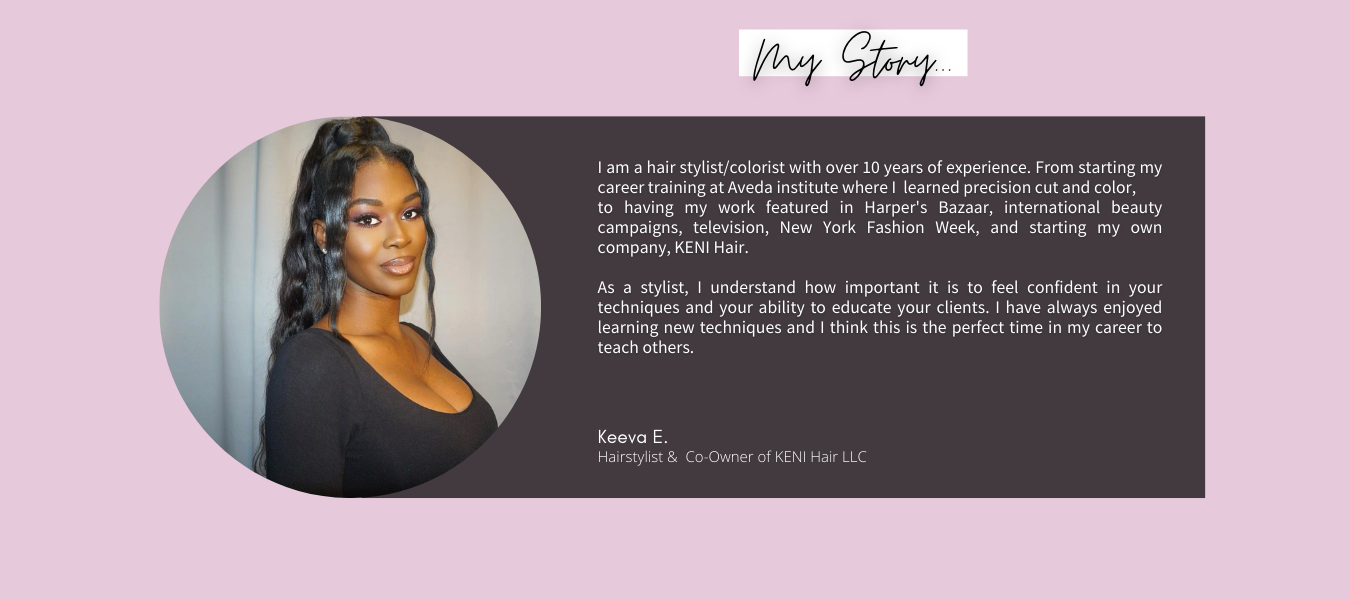 My Story...
I am a hair stylist/colorist with over 10 years of experience. From starting my
career training at Aveda institute where I learned precision cut and color,
to having my work featured in Harper's Bazaar, international beauty
campaigns, television, New York Fashion Week, and starting my own
company, KENI Hair.
As a stylist, I understand how important it is to feel confident in your
techniques and your ability to educate your clients. I have always enjoyed
learning new techniques and I think this is the perfect time in my career to
teach others.
Keeva E.
Hairstylist & Co-Owner of KENI Hair LLC